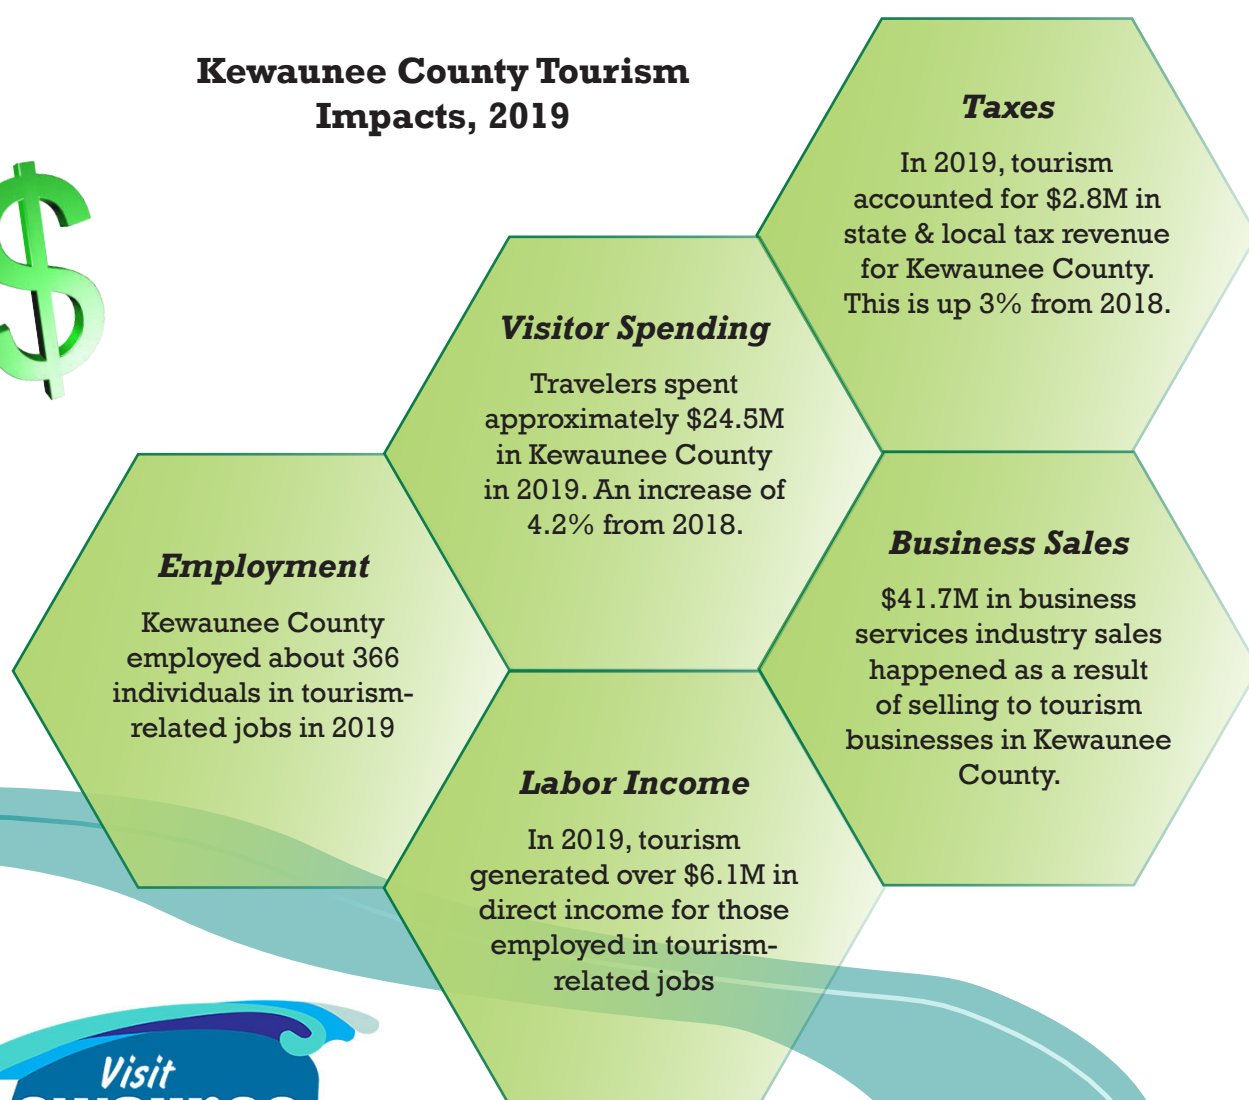 Kewaunee County Tourism
Impacts, 2019
Taxes
In 2019, tourism
accounted for $2.8M in
state & local tax revenue
for Kewaunee County.
This is up 3% from 2018.
Visitor Spending
Travelers spent
approximately $24.5M
in Kewaunee County
in 2019. An increase of
4.2% from 2018.
Employment
Kewaunee County
employed about 366
individuals in tourism-
related jobs in 2019
Business Sales
$41.7M in business
services industry sales
happened as a result
of selling to tourism
businesses in Kewaunee
County.
Labor Income
In 2019, tourism
generated over $6.1M in
direct income for those
employed in tourism-
related jobs
Visit